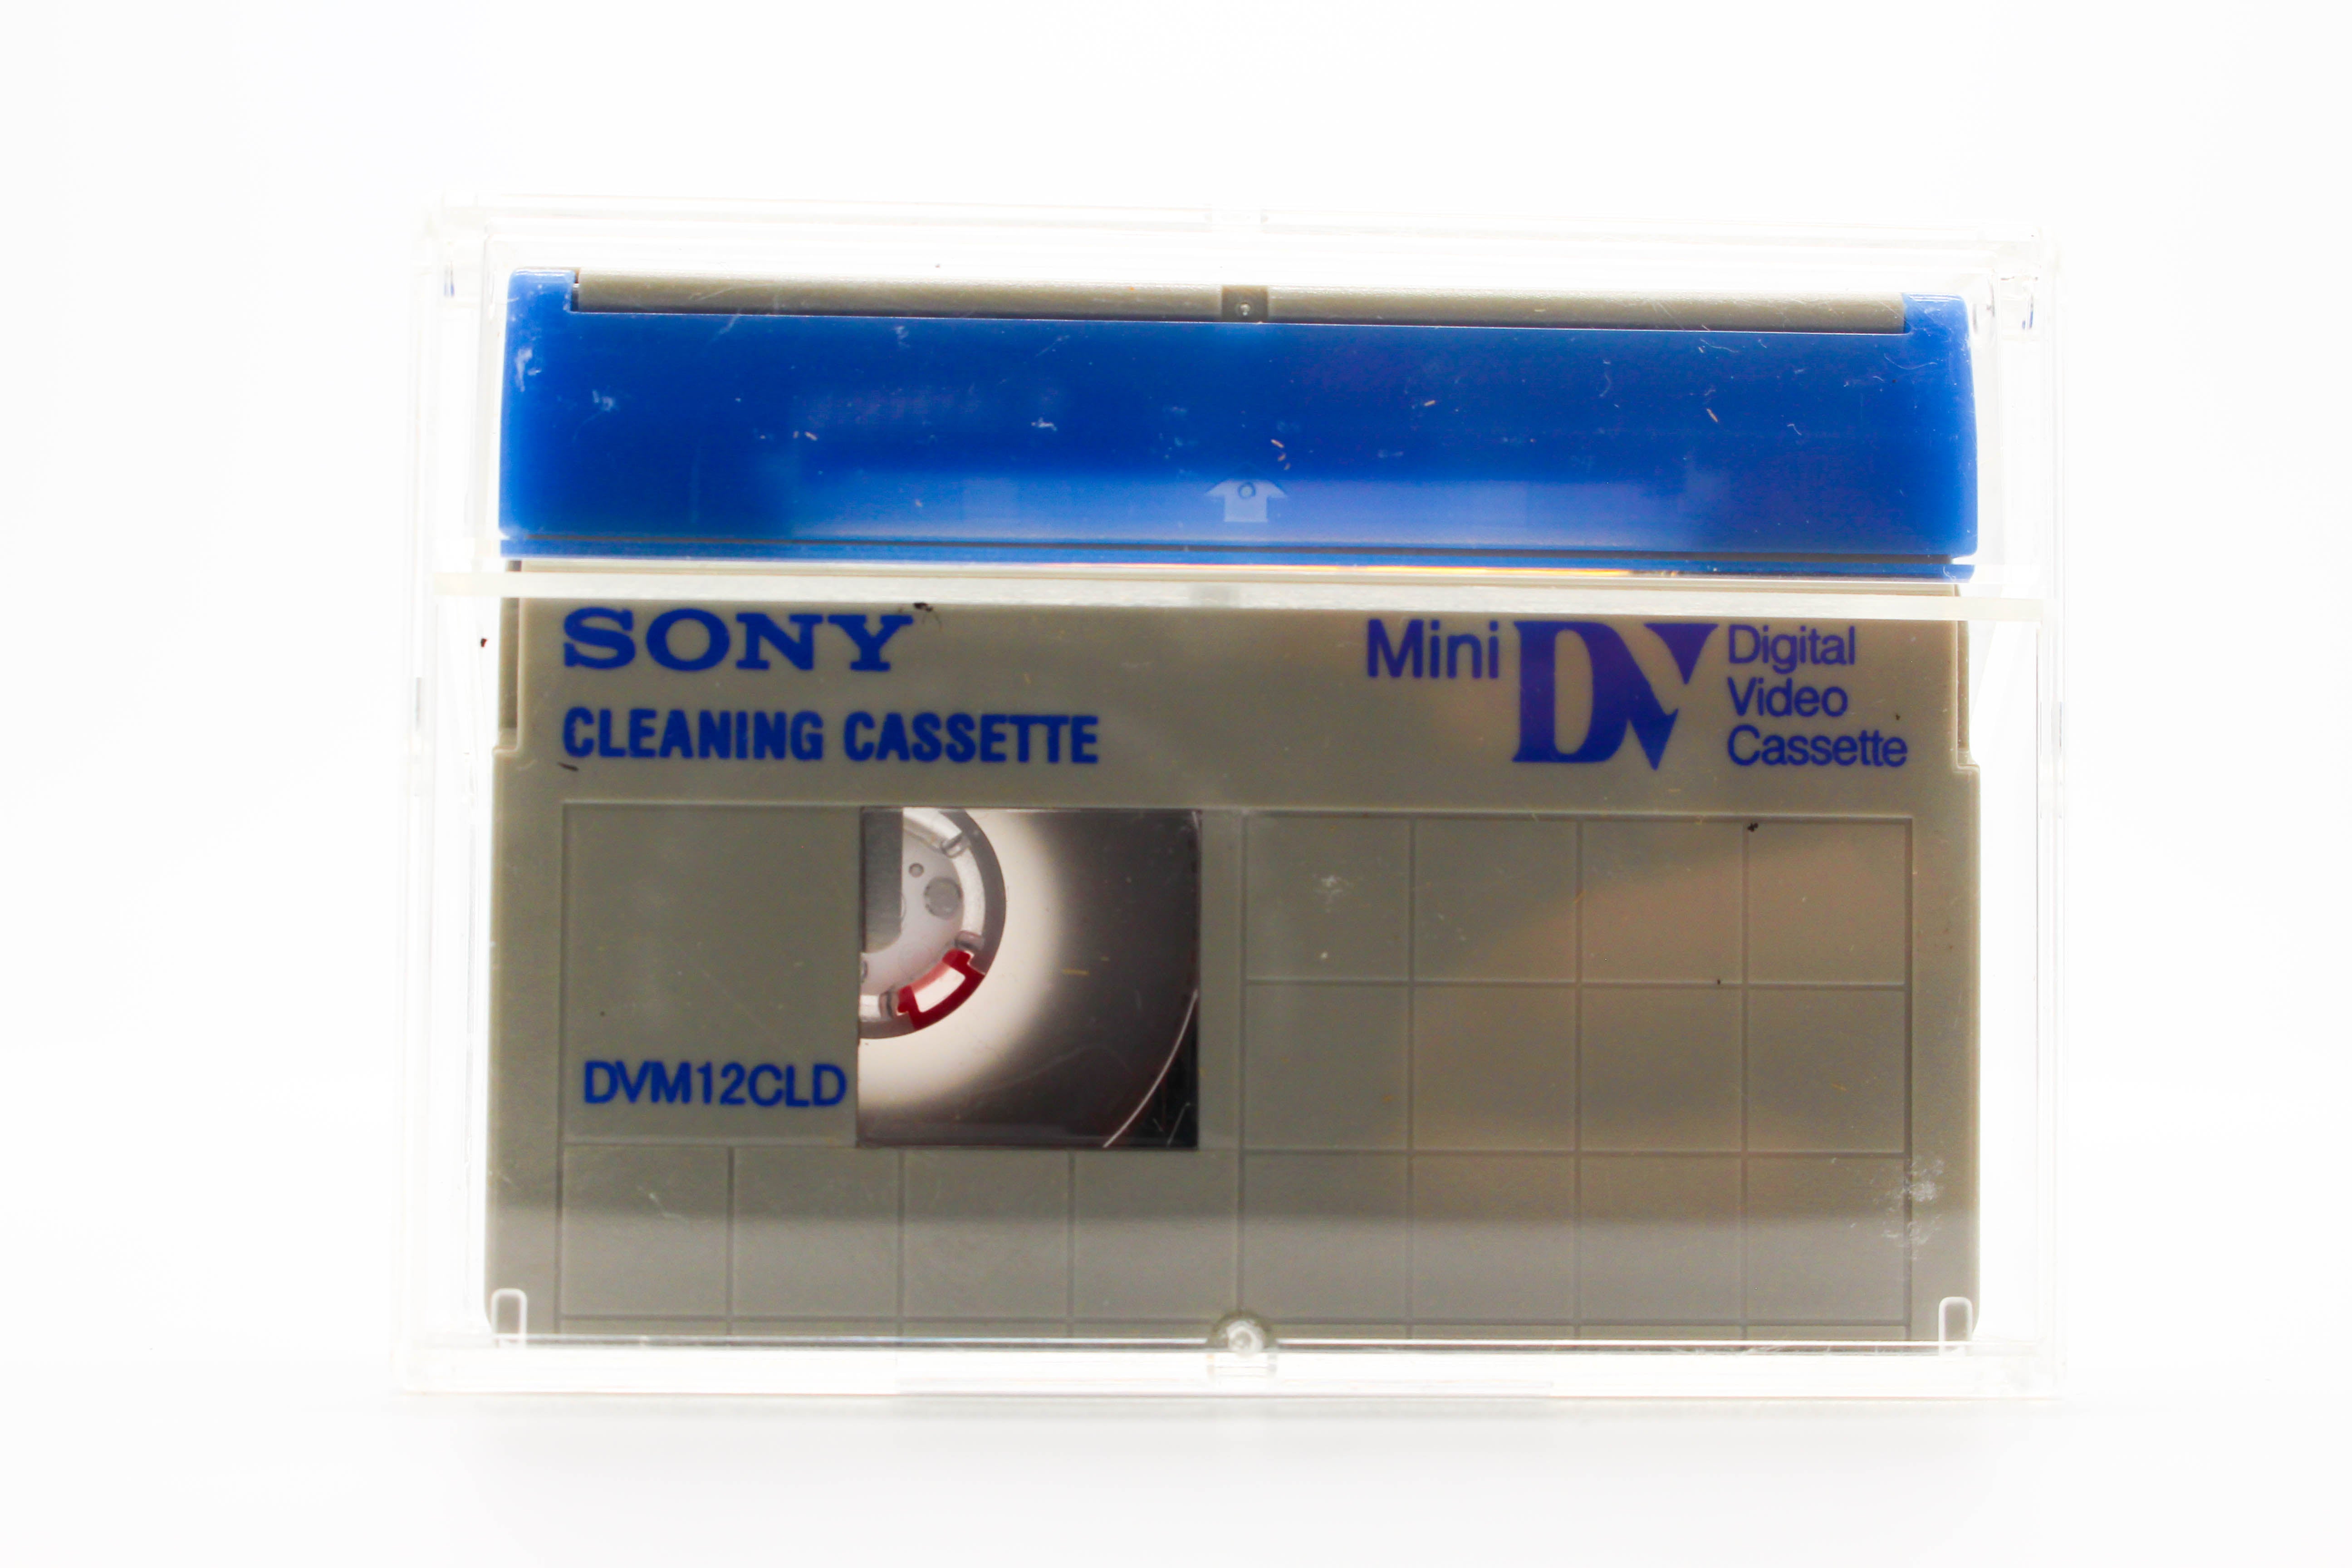 SONY
CLEANING CASSETTE
Mini DV Digital
Video
Cassette
DVM12CLD